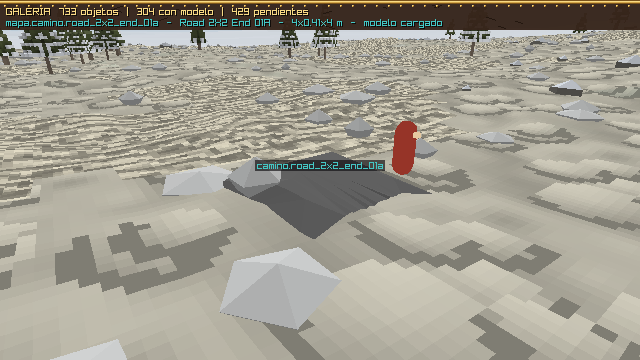 GALERÍA 733 objetos | 304 con modelo | 429 pendientes
mapa.camino.road_2x2_end_01a - Road 2X2 End 01A - 4x0.41x4 m - modelo cargado
camino.road_2x2_end_01a